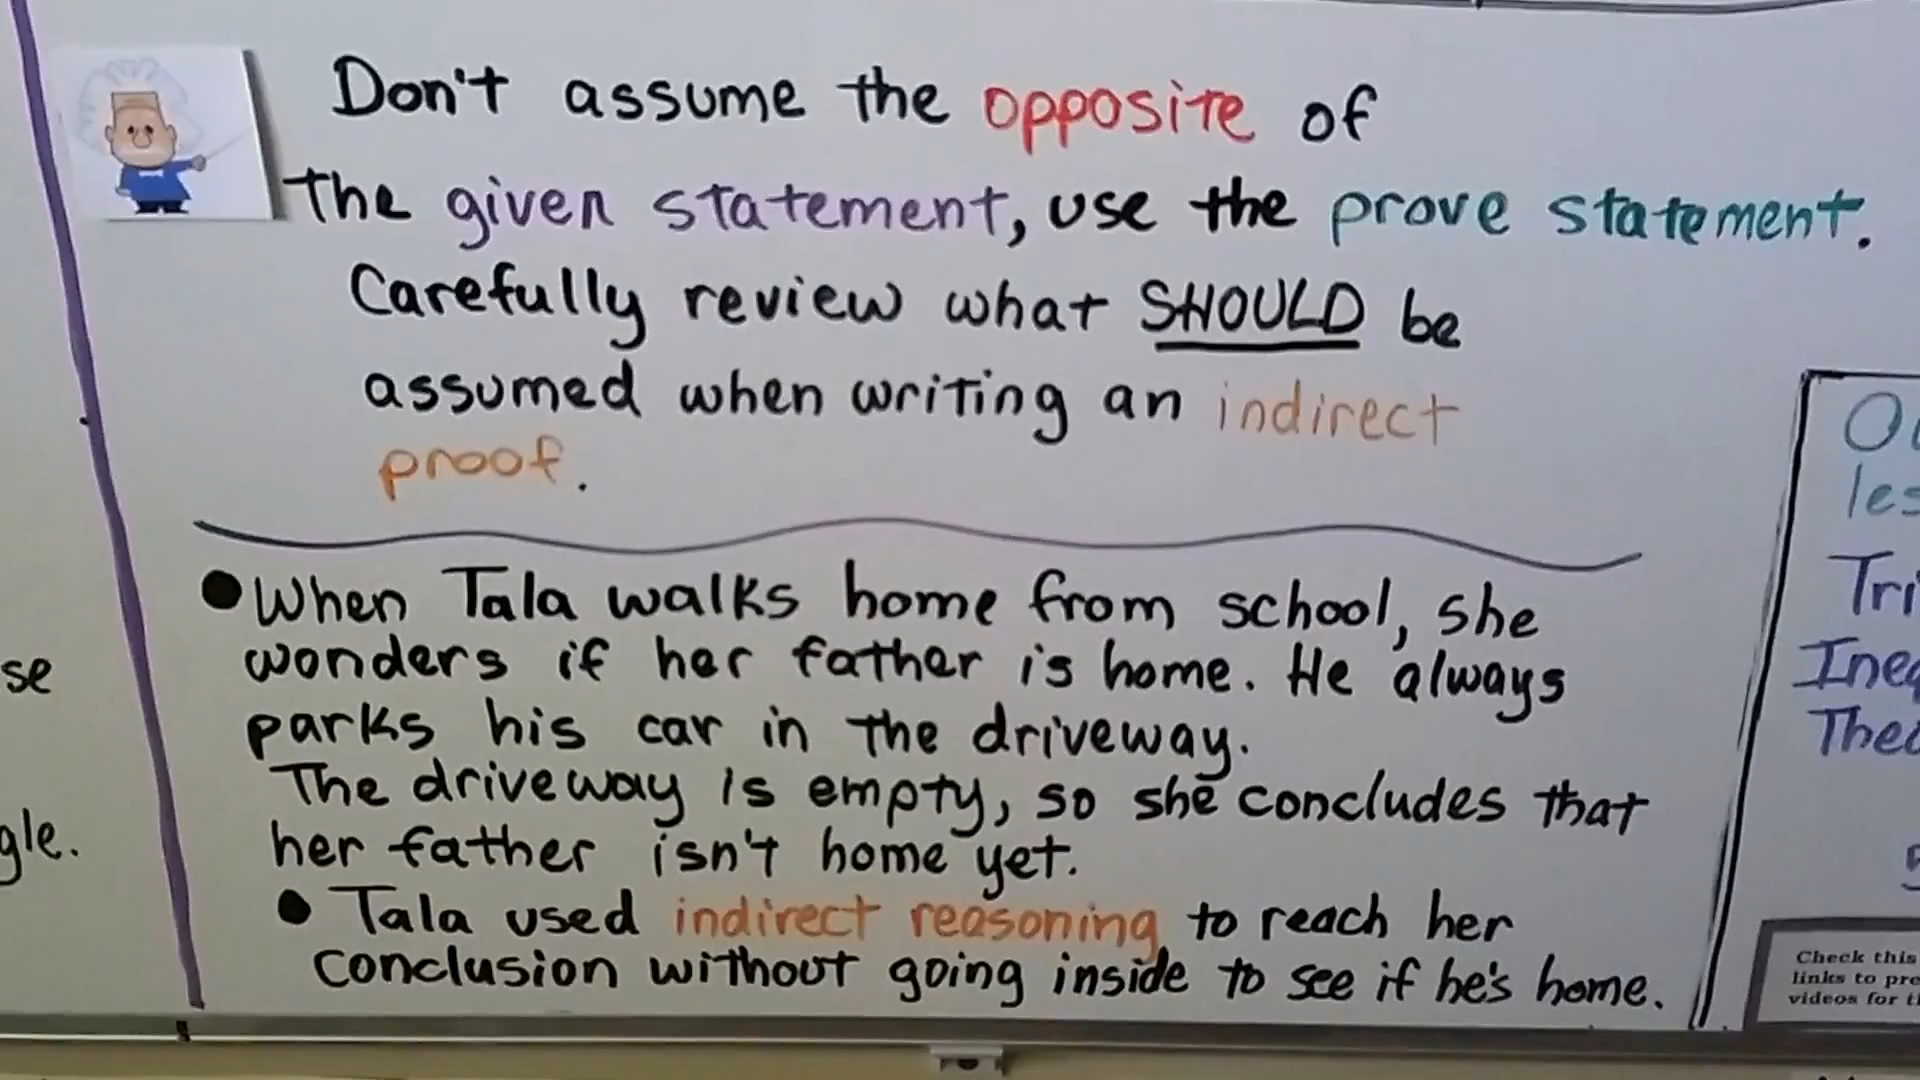 Don't assume the opposite of
the given statement, use the prove statement.
Carefully review what SHOULD be
assumed when writing an indirect
proof.
When Tala walks home from school, she
wonders if her father is home. He always
parks his car in the driveway.
The driveway is empty, so she concludes that
her father isn't home yet.
Tala used indirect reasoning to reach her
conclusion without going inside to see if he's home.
se
gle.
Check this
links to
videos for